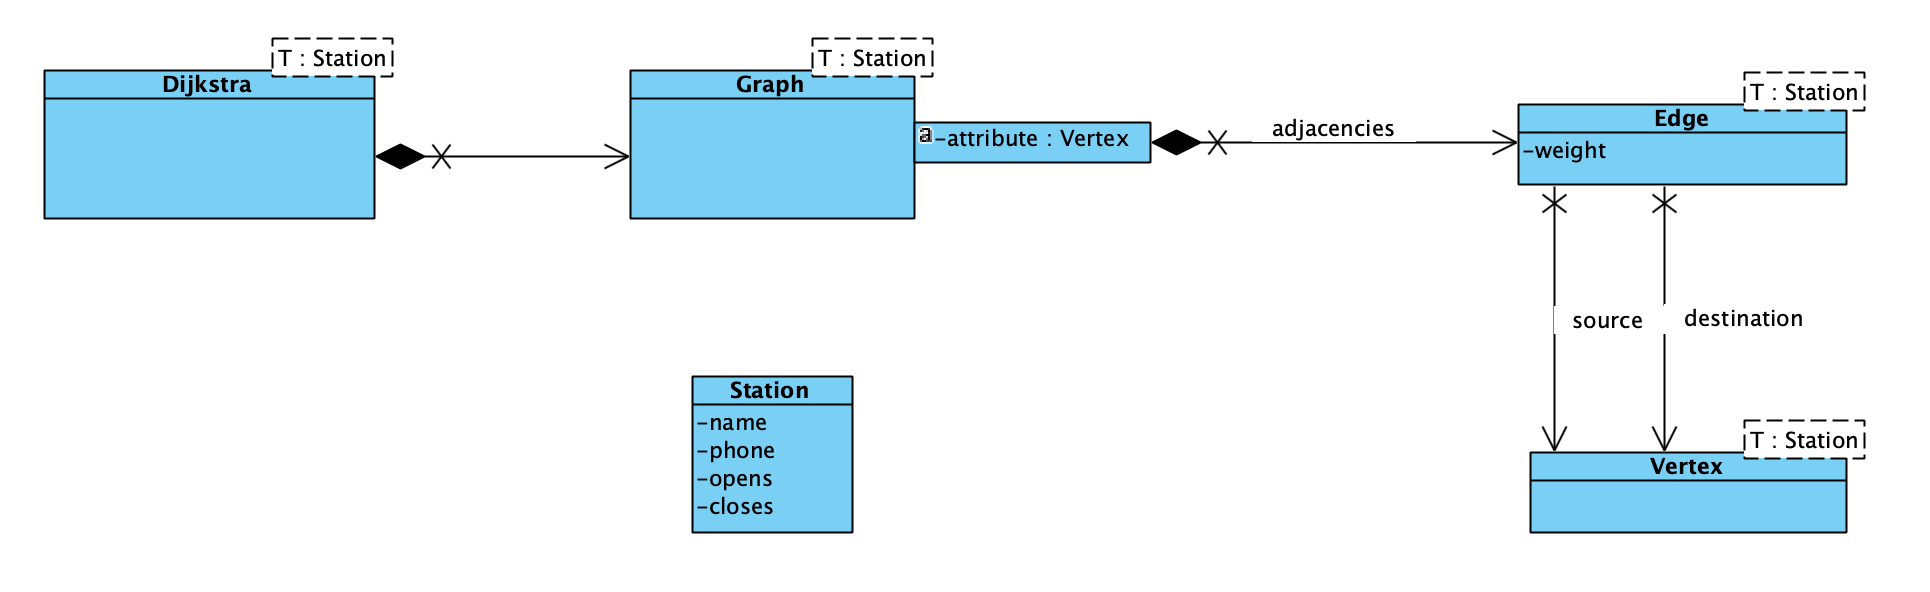 T : Station
Dijkstra
T : Station
Graph
-attribute : Vertex
adjacencies
T : Station
Edge
-weight
source
destination
Station
-name
-phone
-opens
-closes
T : Station
Vertex